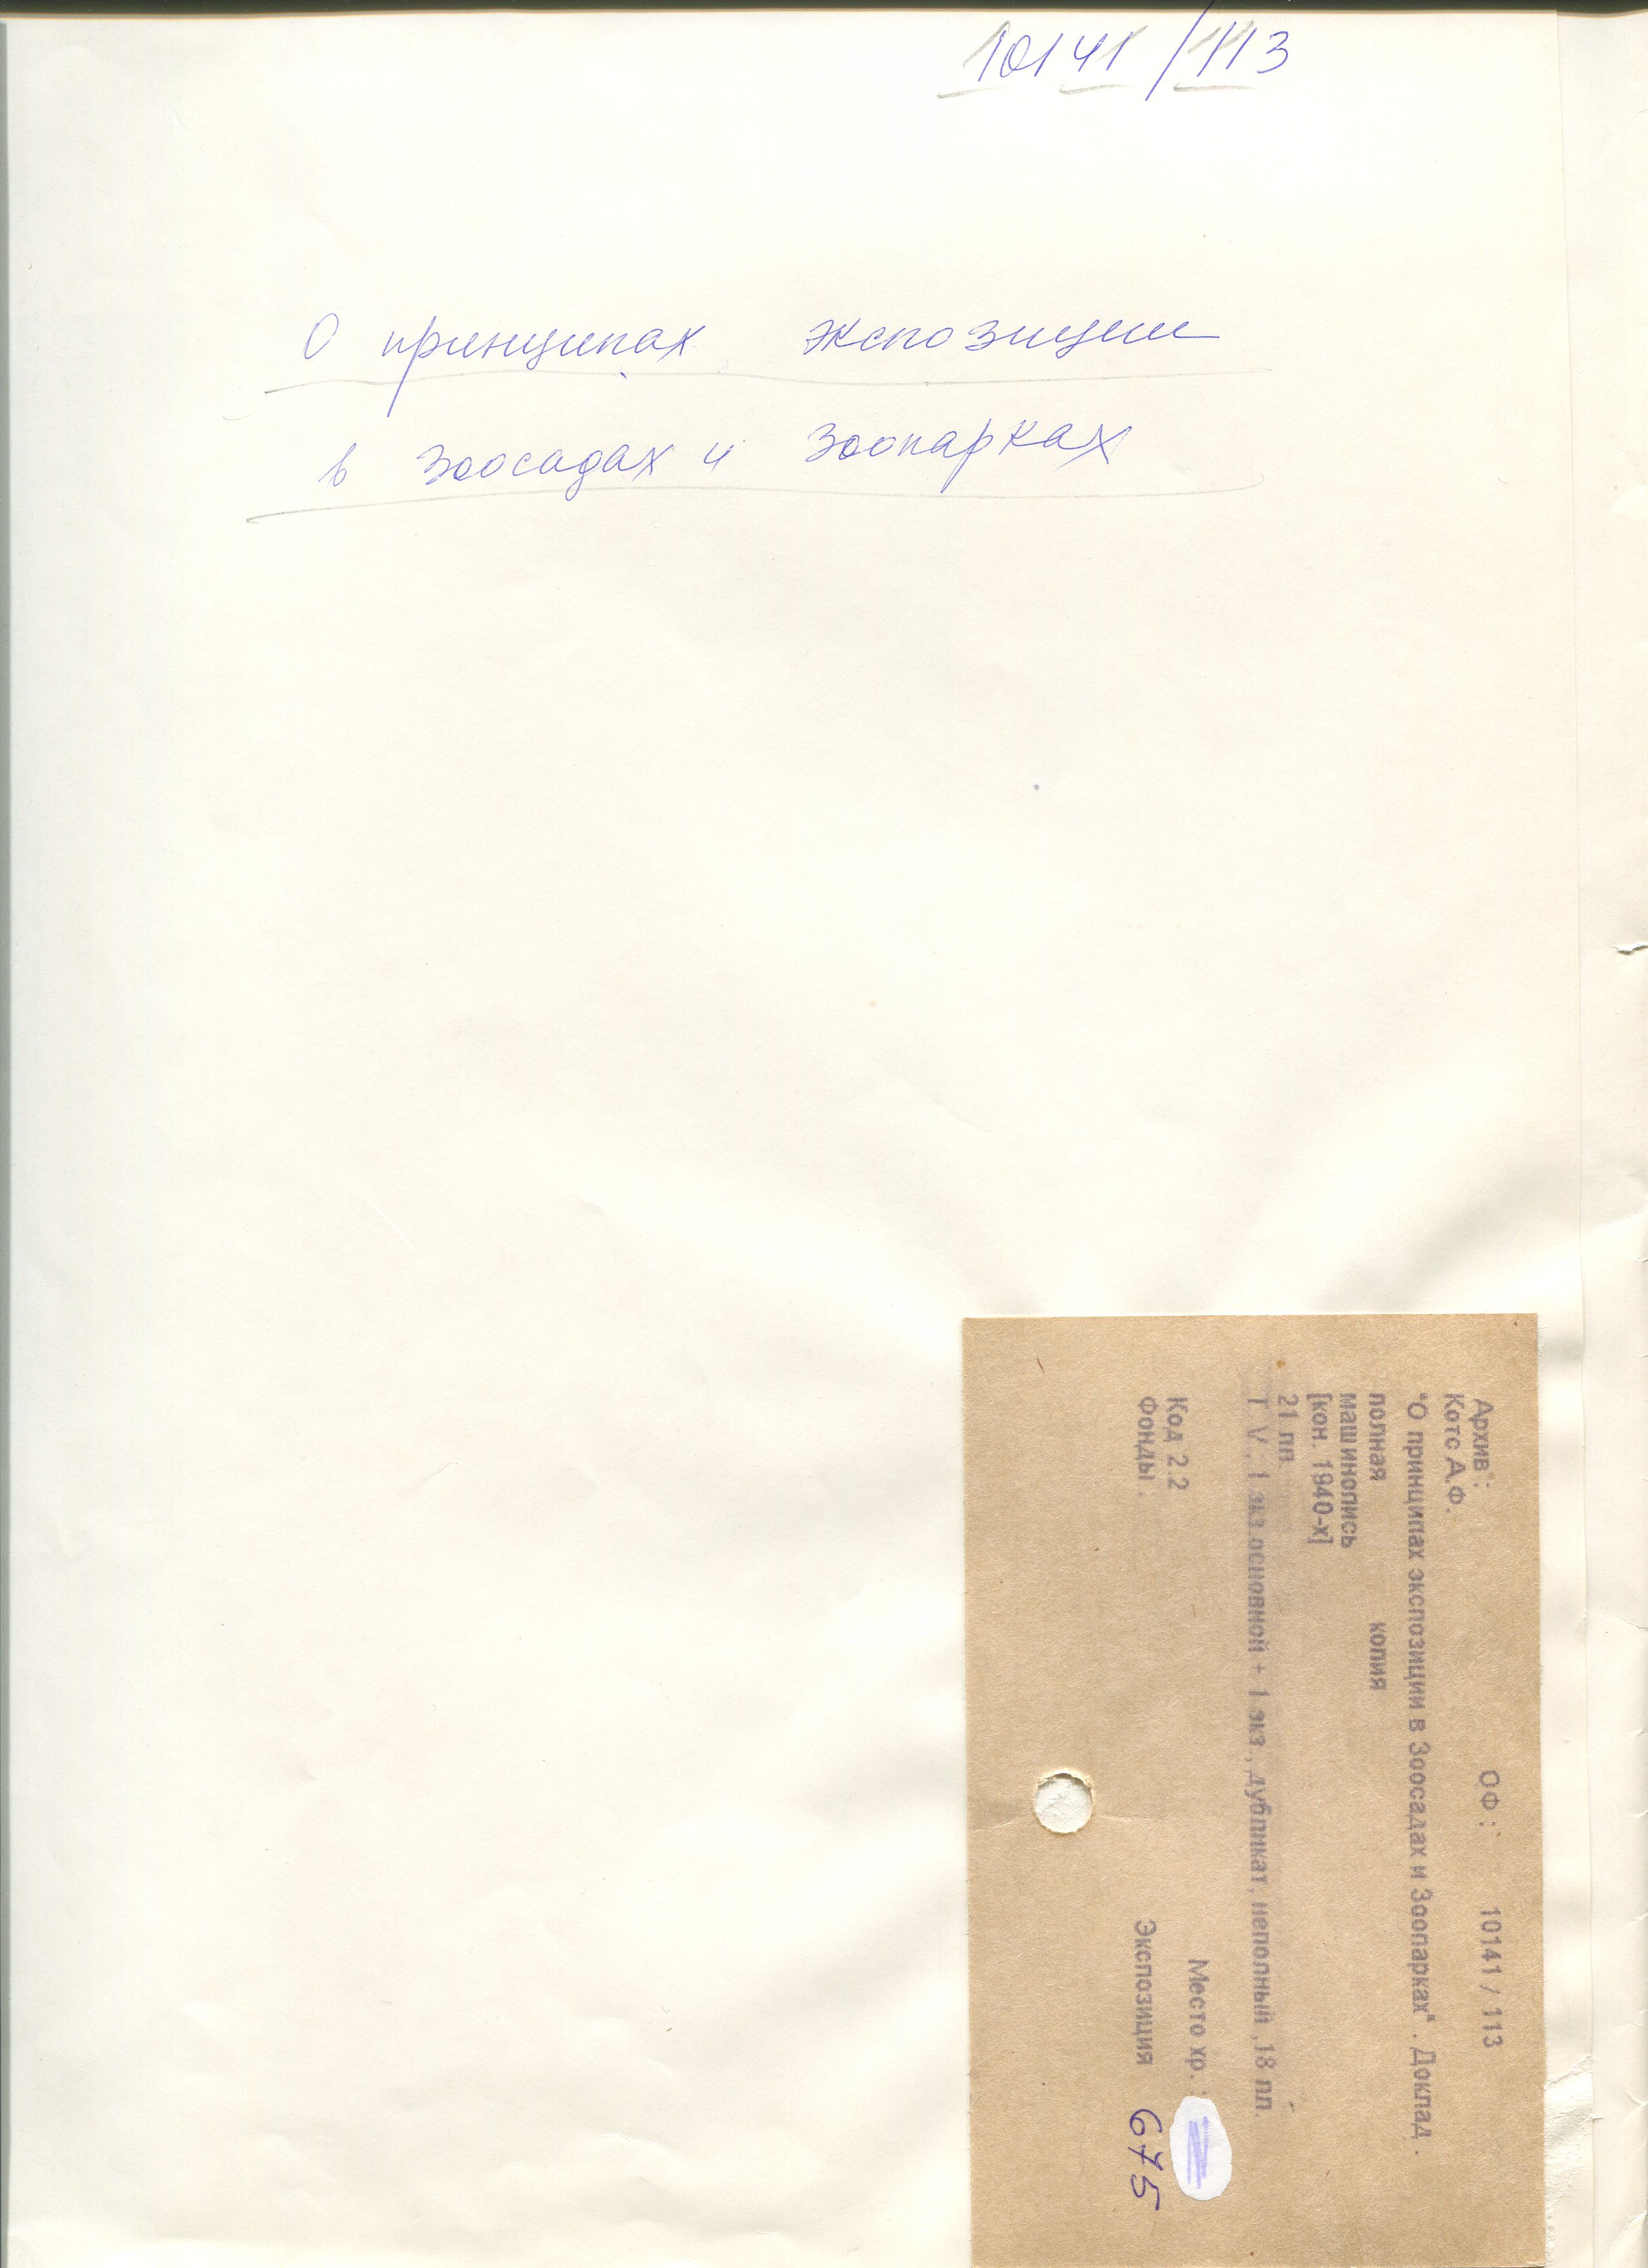 10141/113
О принципах экспозиции
в зоосадах и зоопарках
Архив: ОФ: 10141 / 113
Котс А.Ф.
"О принципах экспозиции в Зоосадах и Зоопарках". Доклад.
полная копия
машинопись
[кон. 1940-х]
21 лл
Т. V, 1 экз.основной + 1 экз., дубликат, неполный ,18 лл.
Место хр. :
Код 2.2
Фонды . Экспозиция 675